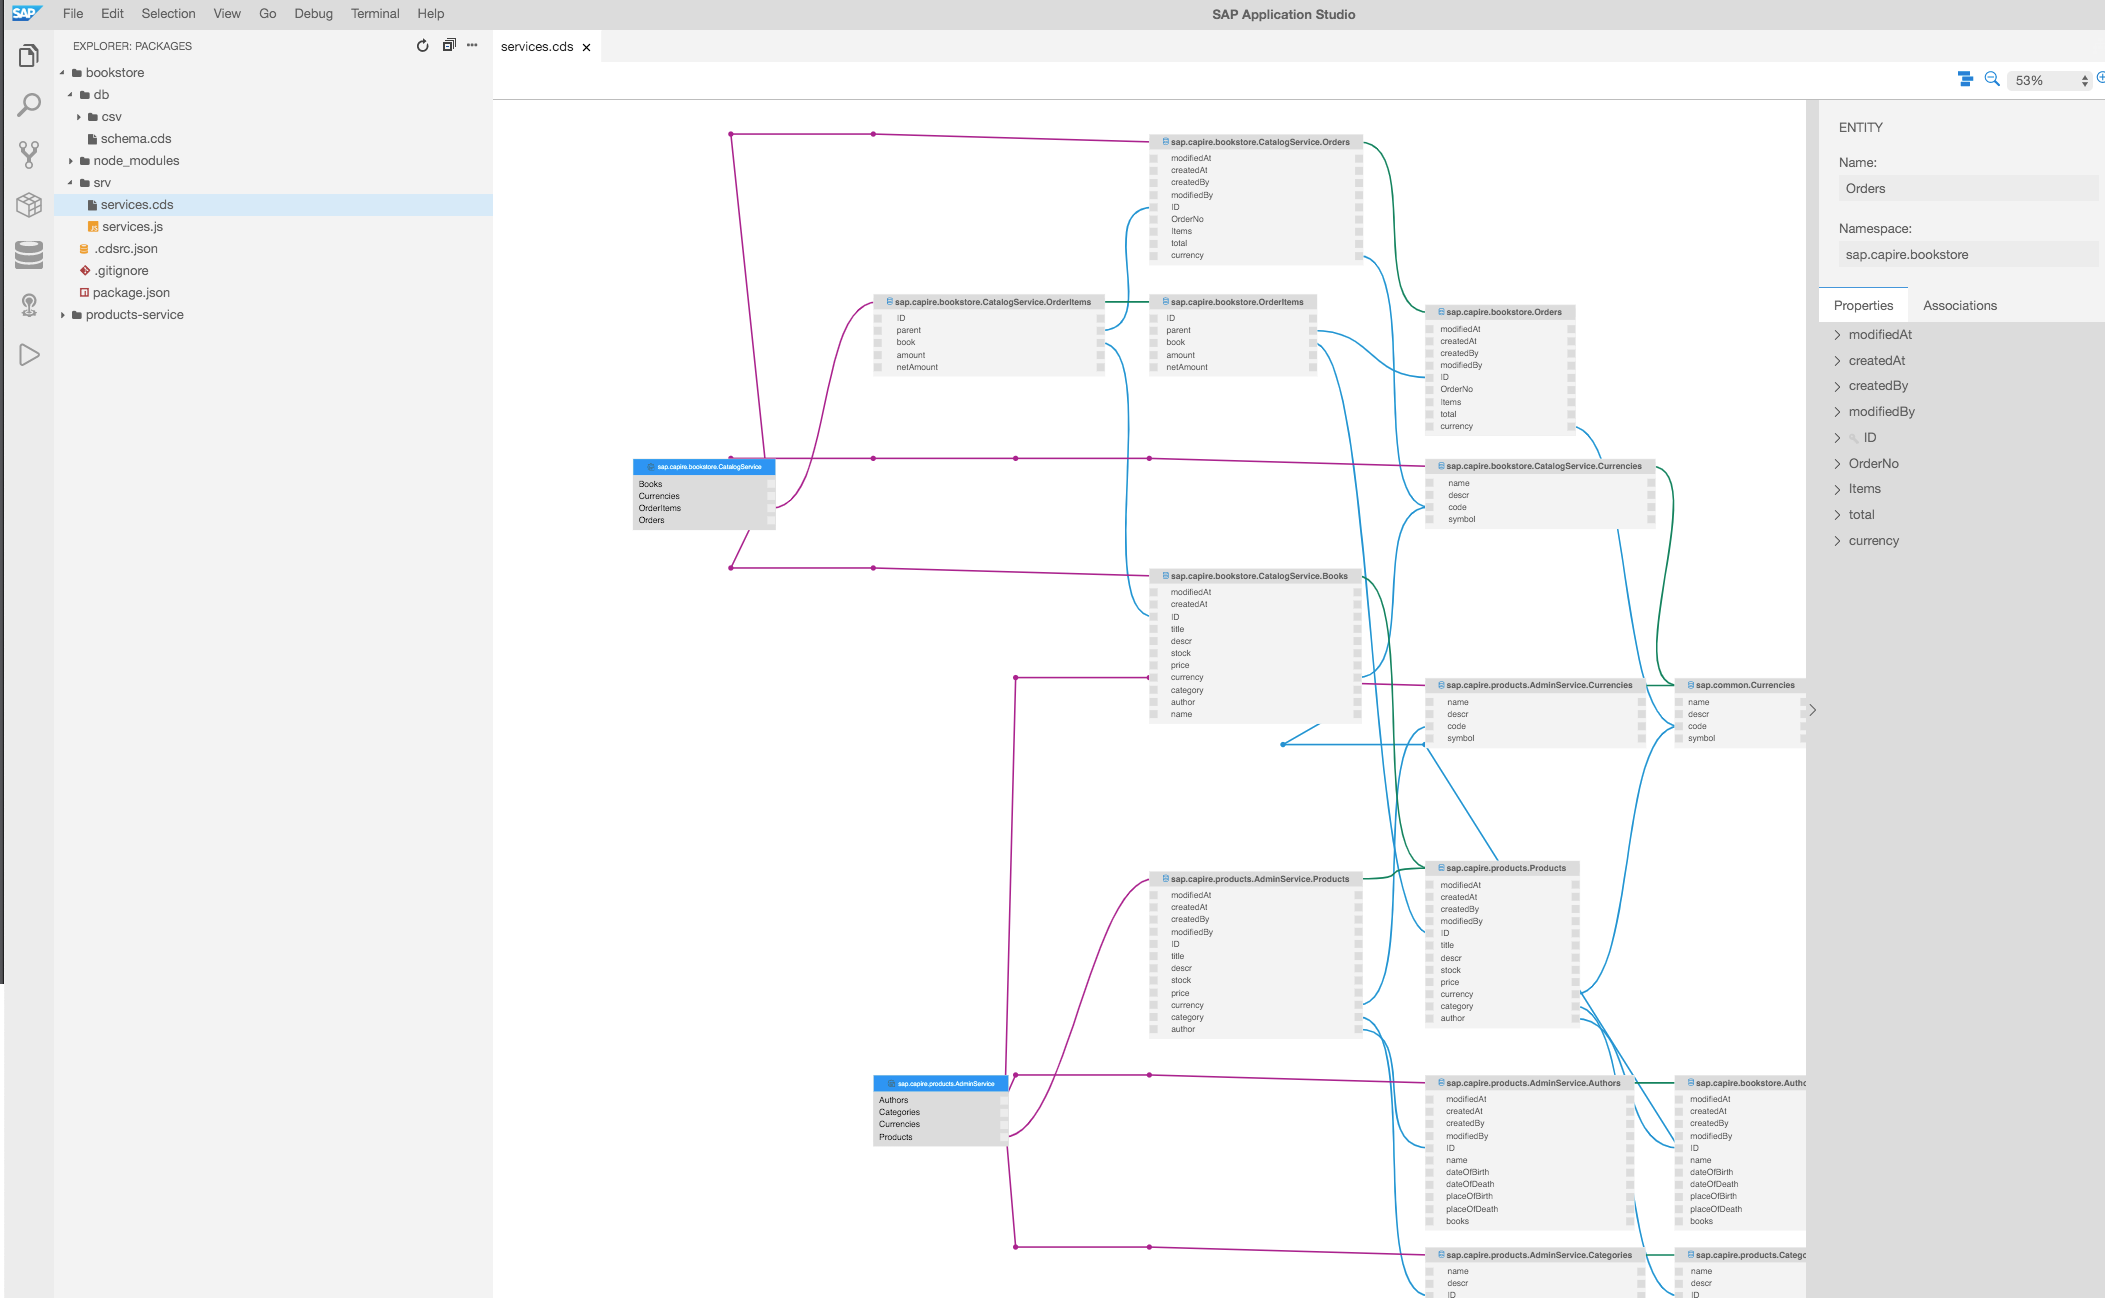 SAP File Edit Selection View Go Debug Terminal Help
SAP Application Studio
EXPLORER: PACKAGES
bookstore
db
csv
schema.cds
node_modules
srv
services.cds
services.js
.cdsrc.json
.gitignore
package.json
products-service
services.cds
53%
sap.capire.bookstore.CatalogService.Orders
modifiedAt
createdAt
createdBy
modifiedBy
ID
OrderNo
Items
total
currency
sap.capire.bookstore.CatalogService.OrderItems
ID
parent
book
amount
netAmount
sap.capire.bookstore.OrderItems
ID
parent
book
amount
netAmount
sap.capire.bookstore.Orders
modifiedAt
createdAt
createdBy
modifiedBy
ID
OrderNo
Items
total
currency
sap.capire.bookstore.CatalogService
Books
Currencies
OrderItems
Orders
sap.capire.bookstore.CatalogService.Currencies
name
descr
code
symbol
sap.capire.bookstore.CatalogService.Books
modifiedAt
createdAt
ID
title
descr
stock
price
currency
category
author
name
sap.capire.products.AdminService.Currencies
name
descr
code
symbol
sap.common.Currencies
name
descr
code
symbol
sap.capire.products.AdminService.Products
modifiedAt
createdAt
createdBy
modifiedBy
ID
title
descr
stock
price
currency
category
author
sap.capire.products.Products
modifiedAt
createdAt
createdBy
modifiedBy
ID
title
descr
stock
price
currency
category
author
sap.capire.products.AdminService
Authors
Categories
Currencies
Products
sap.capire.products.AdminService.Authors
modifiedAt
createdAt
createdBy
modifiedBy
ID
name
dateOfBirth
dateOfDeath
placeOfBirth
placeOfDeath
books
sap.capire.bookstore.Autho
modifiedAt
createdAt
createdBy
modifiedBy
ID
name
dateOfBirth
dateOfDeath
placeOfBirth
placeOfDeath
books
sap.capire.products.AdminService.Categories
name
descr
ID
sap.capire.products.Catego
name
descr
ID
ENTITY
Name:
Orders
Namespace:
sap.capire.bookstore
Properties Associations
modifiedAt
createdAt
createdBy
modifiedBy
ID
OrderNo
Items
total
currency